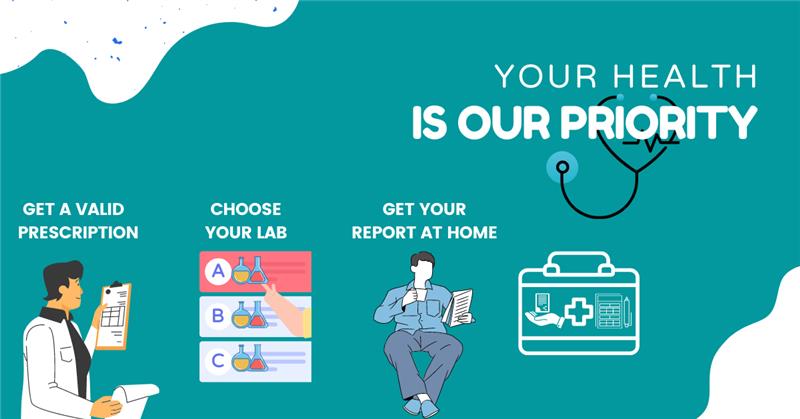 YOUR HEALTH
IS OUR PRIORITY
GET A VALID
PRESCRIPTION
CHOOSE
YOUR LAB
GET YOUR
REPORT AT HOME
A
B
C